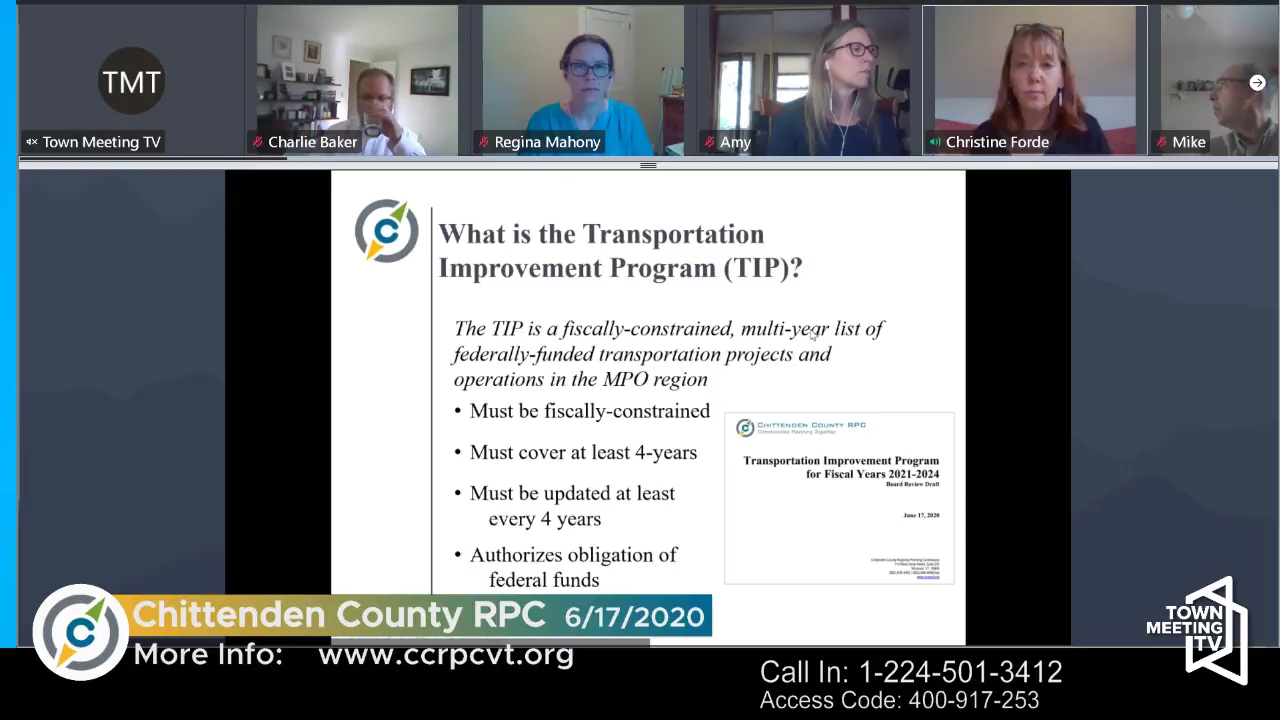 TMT
Town Meeting TV
Charlie Baker
Regina Mahony
Amy
Christine Forde
Mike
C
What is the Transportation
Improvement Program (TIP)?
The TIP is a fiscally-constrained, multi-year list of
federally-funded transportation projects and
operations in the MPO region
• Must be fiscally-constrained
• Must cover at least 4-years
• Must be updated at least
every 4 years
• Authorizes obligation of
federal funds
CHITTENDEN COUNTY RPC
Communities Planning Together
Transportation Improvement Program
for Fiscal Years 2021-2024
Board Review Draft
June 17, 2020
Chittenden County RPC 6/17/2020
More Info: www.ccrpcvt.org
C
TOWN
MEETING
TV
Call In: 1-224-501-3412
Access Code: 400-917-253